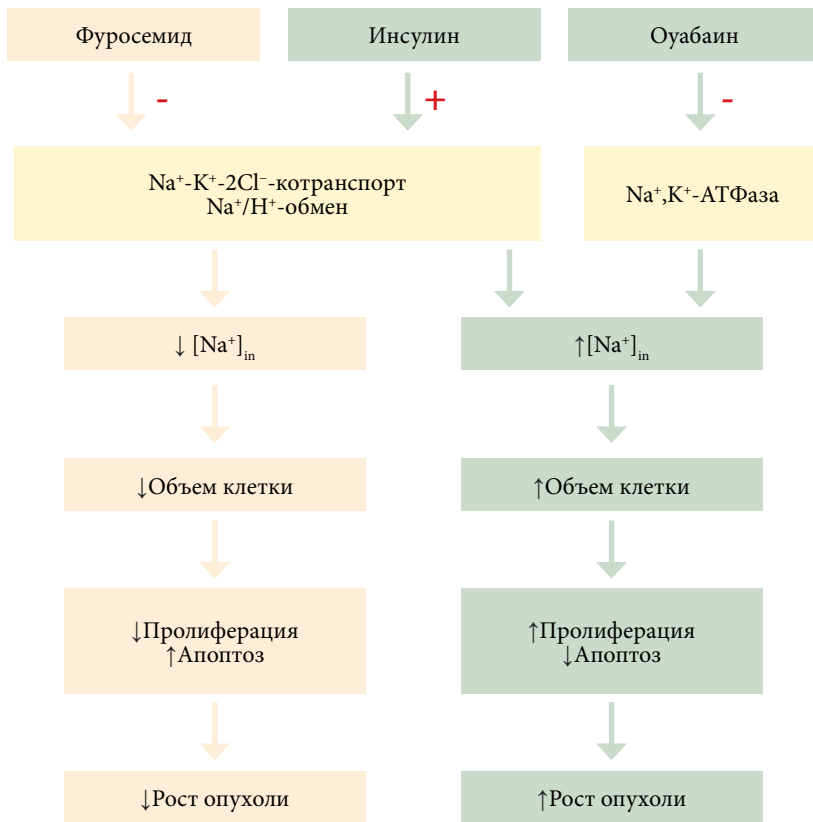 Фуросемид
Инсулин
Оуабаин
-
+
-
Na⁺-K⁺-2Cl⁻-котранспорт
Na⁺/H⁺-обмен
Na⁺,K⁺-АТФаза
↓ [Na⁺]ᵢₙ
↑[Na⁺]ᵢₙ
↓Объем клетки
↑Объем клетки
↓Пролиферация
↑Апоптоз
↑Пролиферация
↓Апоптоз
↓Рост опухоли
↑Рост опухоли